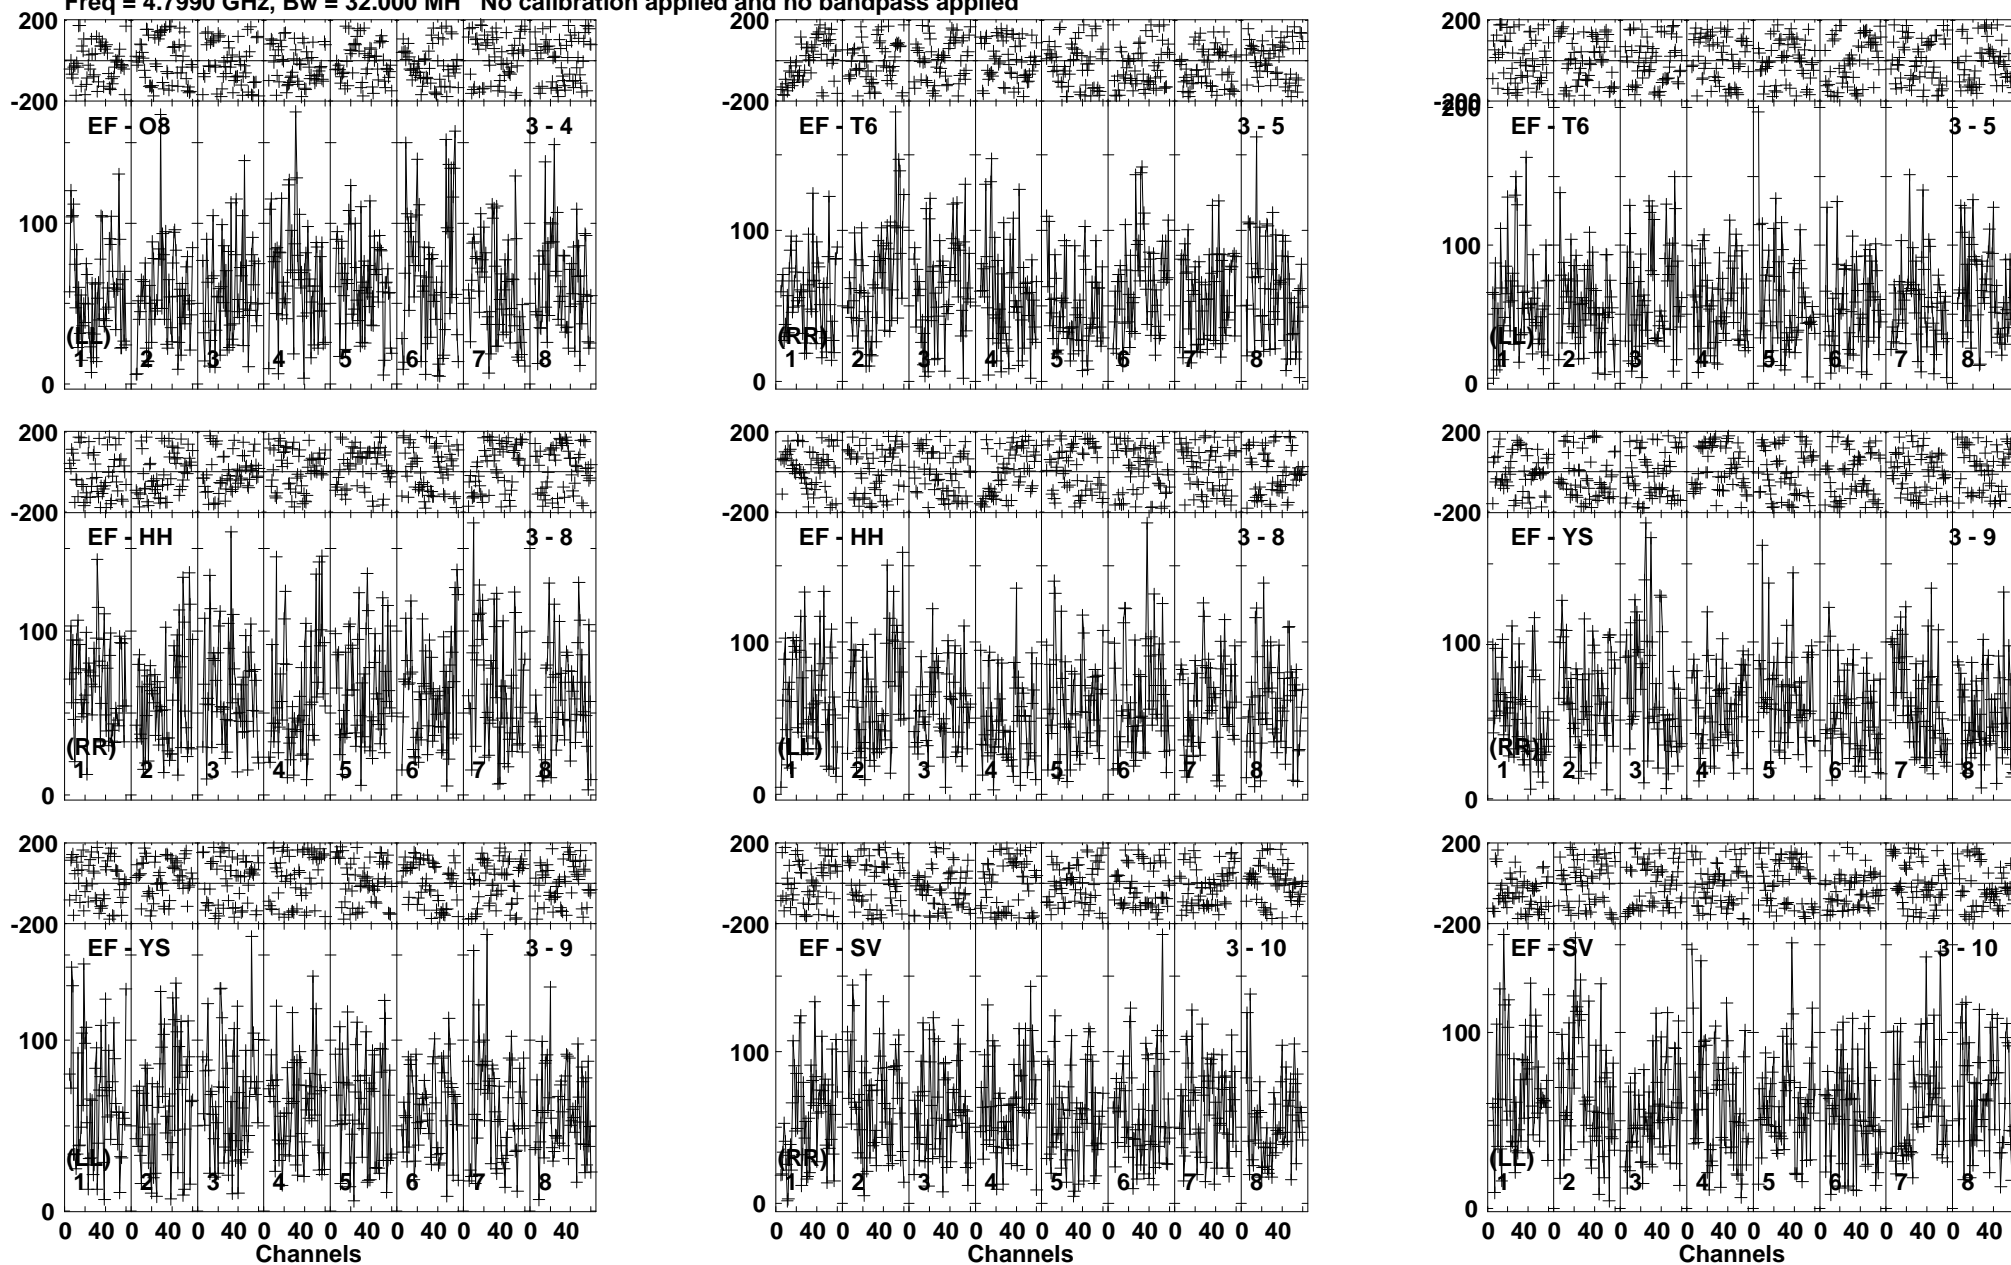 Freq = 4.7990 GHz, Bw = 32.000 MH No calibration applied and no bandpass applied
200 200 200
-200 -200 -200
200
EF - O8 3 - 4 EF - T6 3 - 5 EF - T6 3 - 5
100 100 100
(LL) (RR) (LL)
1 2 3 4 5 6 7 8 1 2 3 4 5 6 7 8 1 2 3 4 5 6 7 8
0 0 0
200 200 200
-200 -200 -200
EF - HH 3 - 8 EF - HH 3 - 8 EF - YS 3 - 9
100 100 100
(RR) (LL) (RR)
1 2 3 4 5 6 7 8 1 2 3 4 5 6 7 8 1 2 3 4 5 6 7 8
0 0 0
200 200 200
-200 -200 -200
EF - YS 3 - 9 EF - SV 3 - 10 EF - SV 3 - 10
100 100 100
(LL) (RR) (LL)
1 2 3 4 5 6 7 8 1 2 3 4 5 6 7 8 1 2 3 4 5 6 7 8
0 0 0
0 40 0 40 0 40 0 40 0 40 0 40 0 40 0 40 0 40 0 40 0 40 0 40 0 40 0 40 0 40 0 40 0 40 0 40 0 40 0 40 0 40 0 40 0 40 0 40
Channels Channels Channels